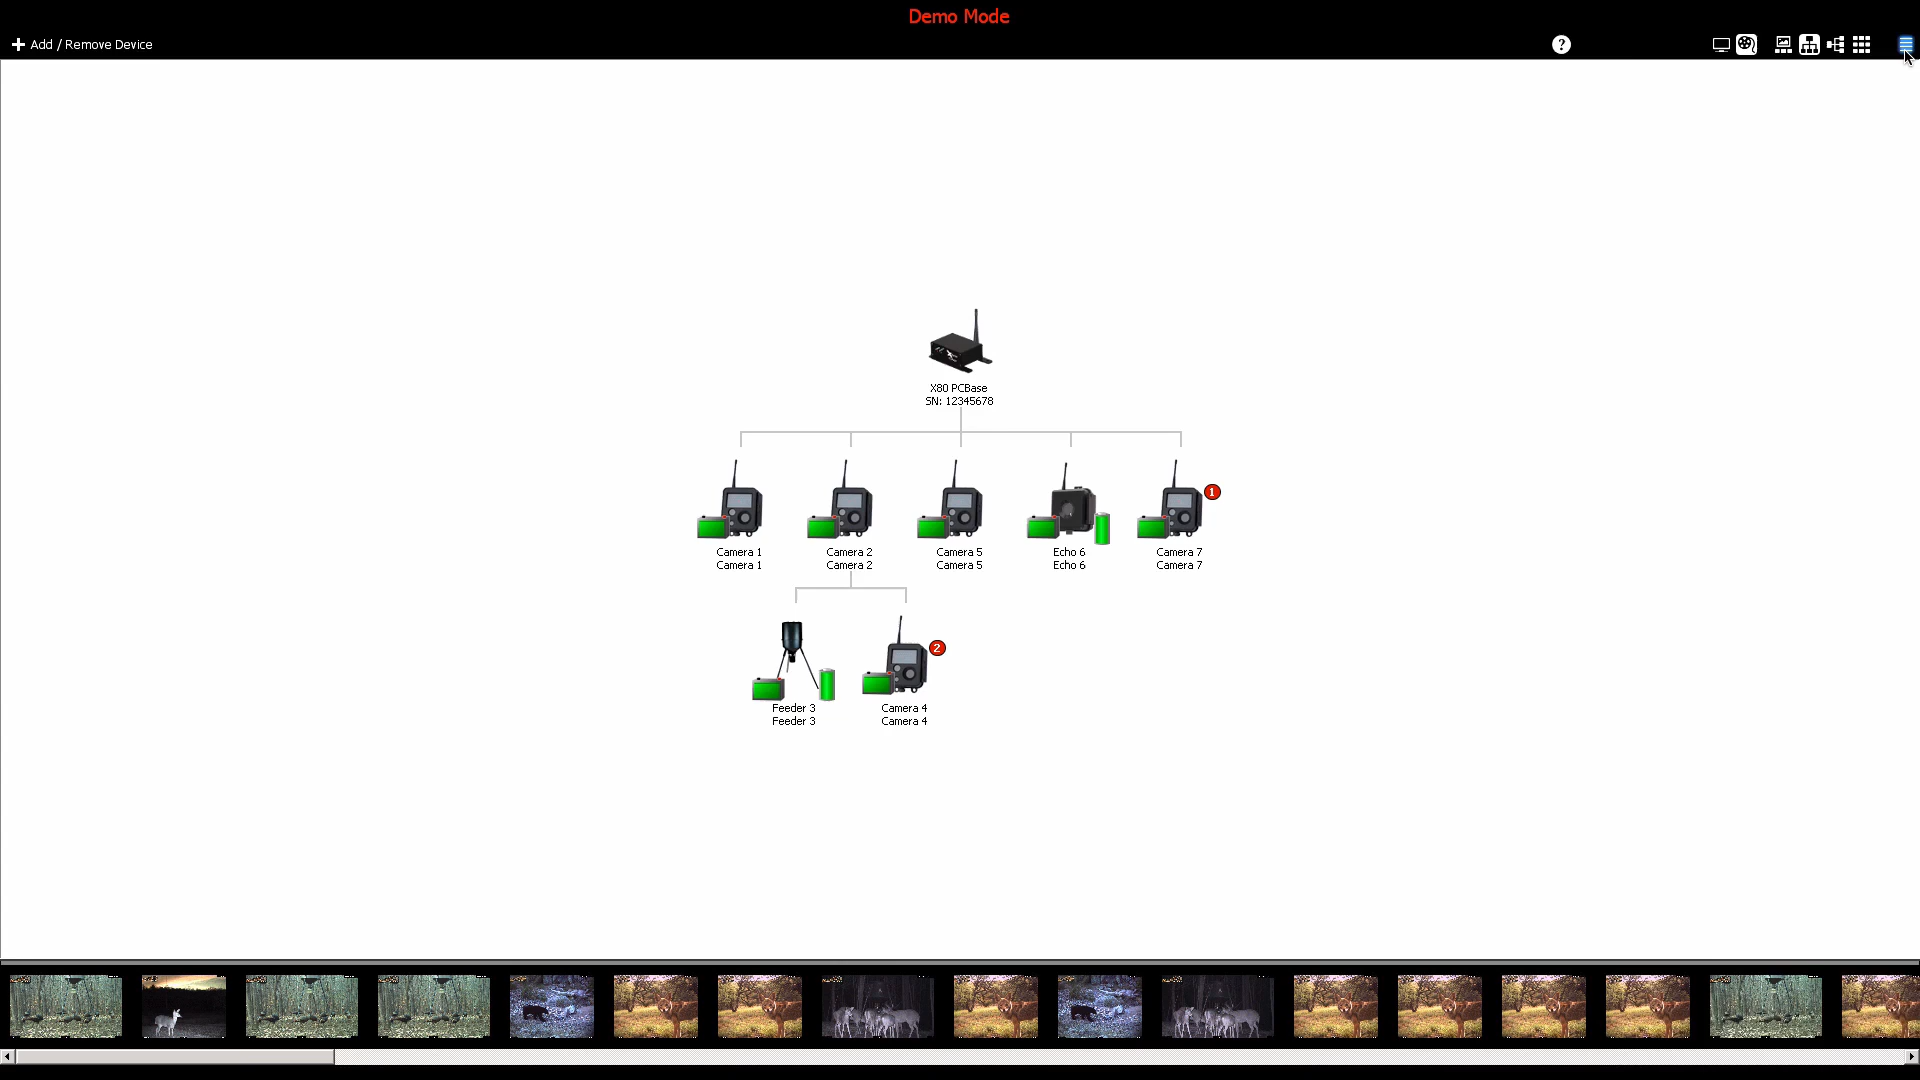 Demo Mode
Add / Remove Device
?
X80 PCBase
SN: 12345678
1
Camera 1
Camera 1
Camera 2
Camera 2
Camera 5
Camera 5
Echo 6
Echo 6
Camera 7
Camera 7
2
Feeder 3
Feeder 3
Camera 4
Camera 4